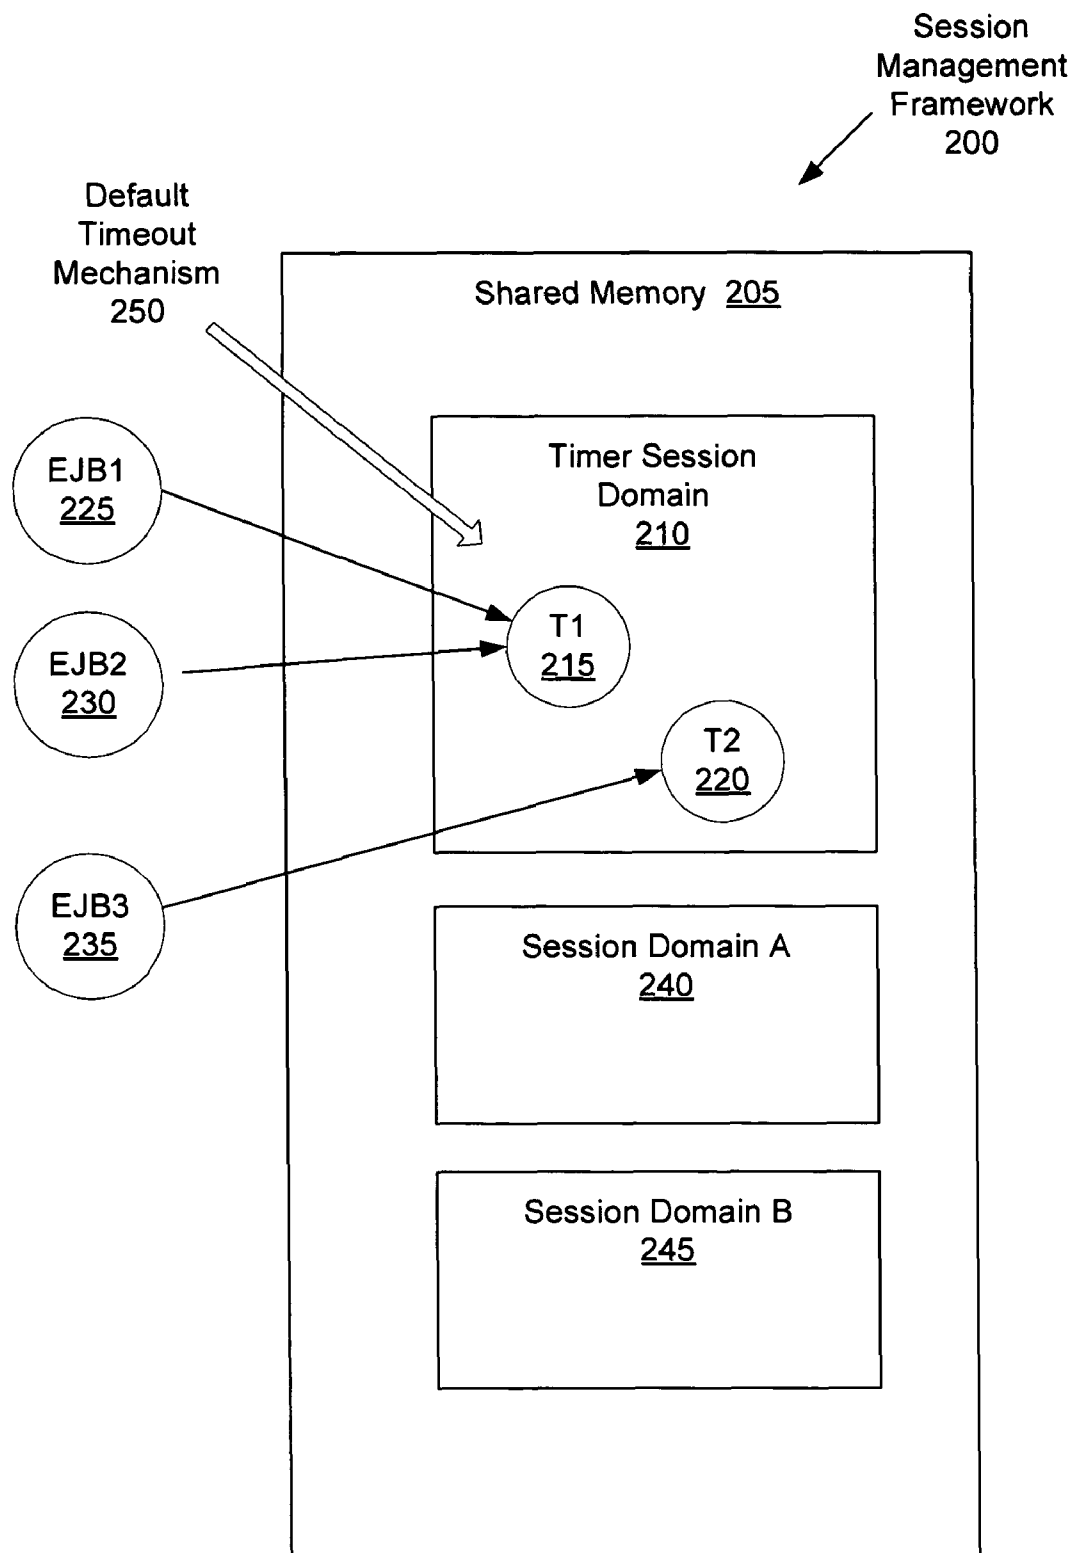 Session
Management
Framework
200
Default
Timeout
Mechanism
250
Shared Memory 205
Timer Session
Domain
210
EJB1
225
T1
215
EJB2
230
T2
220
EJB3
235
Session Domain A
240
Session Domain B
245